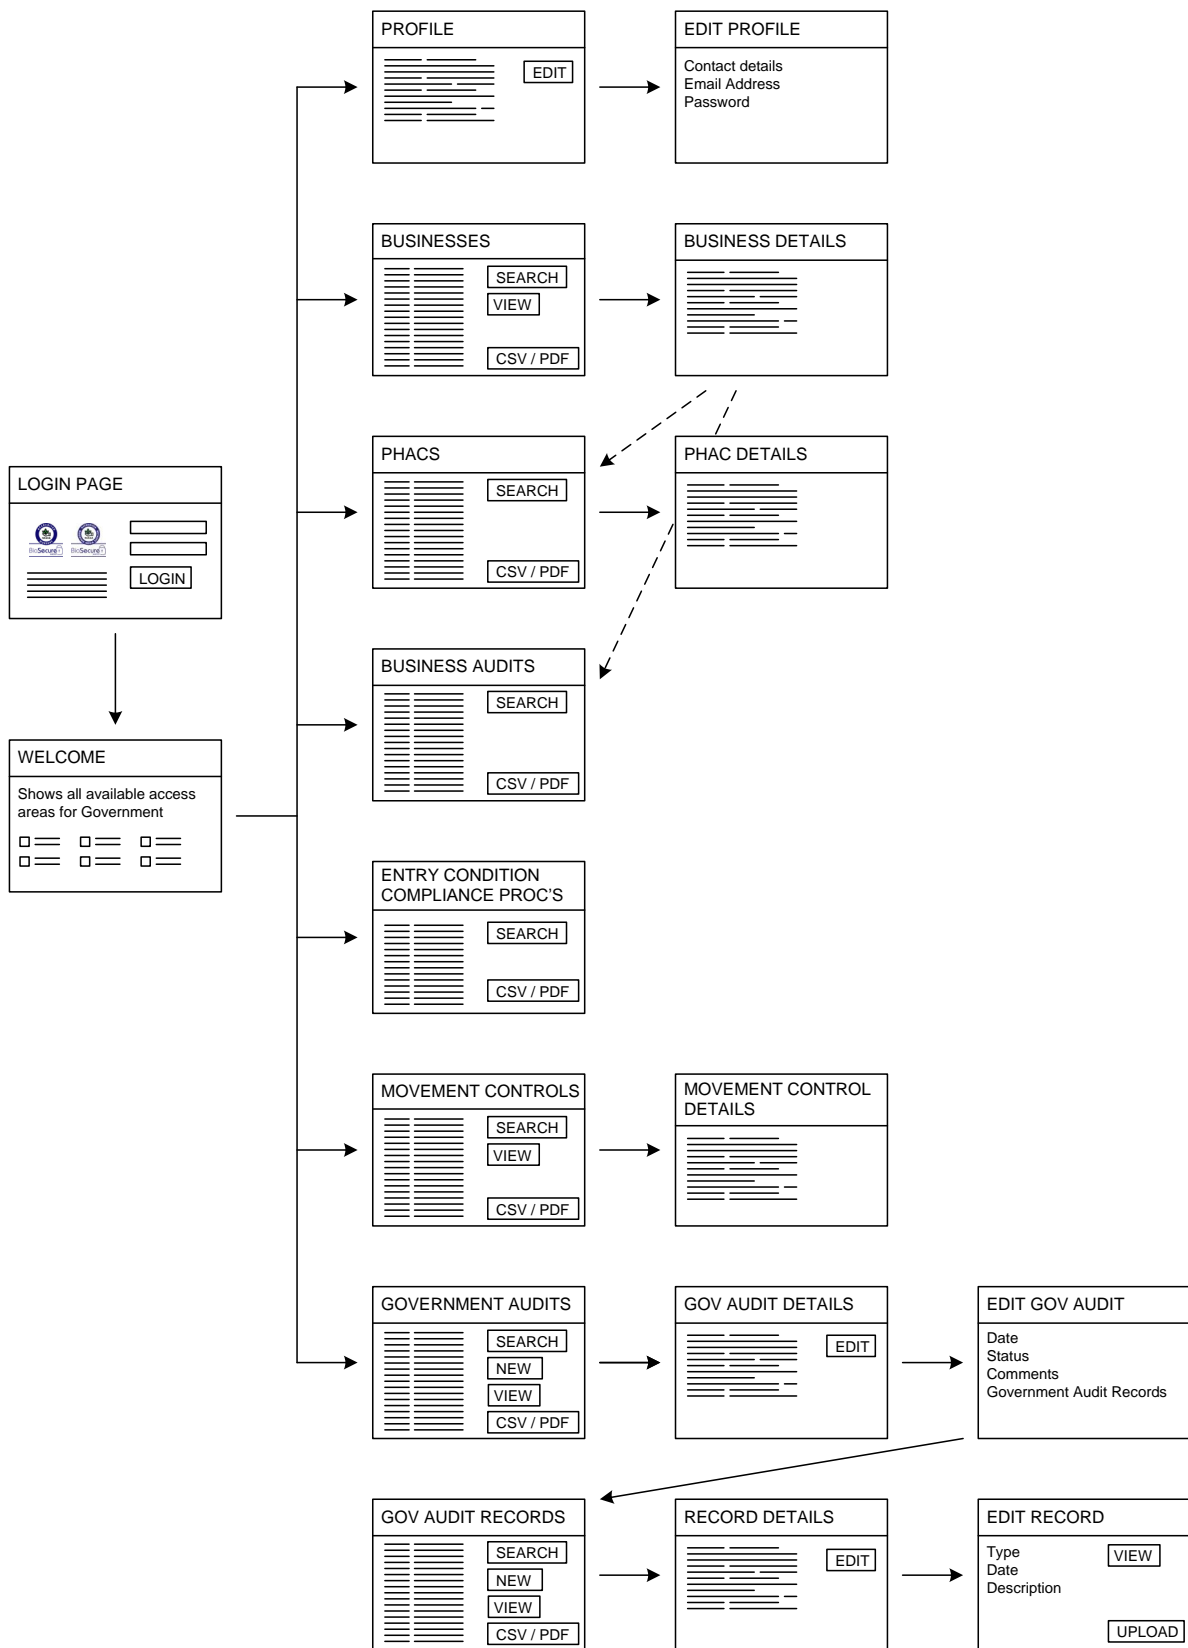 PROFILE
EDIT
EDIT PROFILE
Contact details
Email Address
Password
BUSINESSES
SEARCH
VIEW
CSV / PDF
BUSINESS DETAILS
PHACS
SEARCH
CSV / PDF
PHAC DETAILS
LOGIN PAGE
BioSecure
BioSecure
LOGIN
BUSINESS AUDITS
SEARCH
CSV / PDF
WELCOME
Shows all available access
areas for Government
ENTRY CONDITION
COMPLIANCE PROC'S
SEARCH
CSV / PDF
MOVEMENT CONTROLS
SEARCH
VIEW
CSV / PDF
MOVEMENT CONTROL
DETAILS
GOVERNMENT AUDITS
SEARCH
NEW
VIEW
CSV / PDF
GOV AUDIT DETAILS
EDIT
EDIT GOV AUDIT
Date
Status
Comments
Government Audit Records
GOV AUDIT RECORDS
SEARCH
NEW
VIEW
CSV / PDF
RECORD DETAILS
EDIT
EDIT RECORD
Type
Date
Description
VIEW
UPLOAD